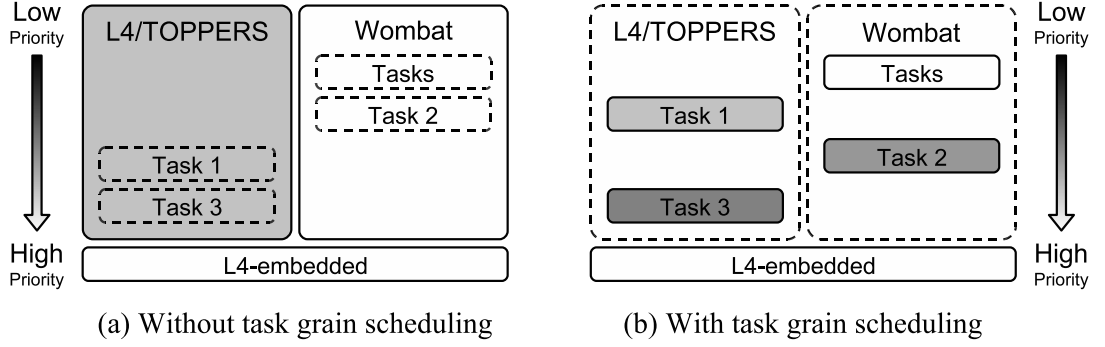 Low
Priority
High
Priority
L4/TOPPERS
Task 1
Task 3
Wombat
Tasks
Task 2
L4-embedded
(a) Without task grain scheduling
L4/TOPPERS
Task 1
Task 3
Wombat
Tasks
Task 2
L4-embedded
Low
Priority
High
Priority
(b) With task grain scheduling